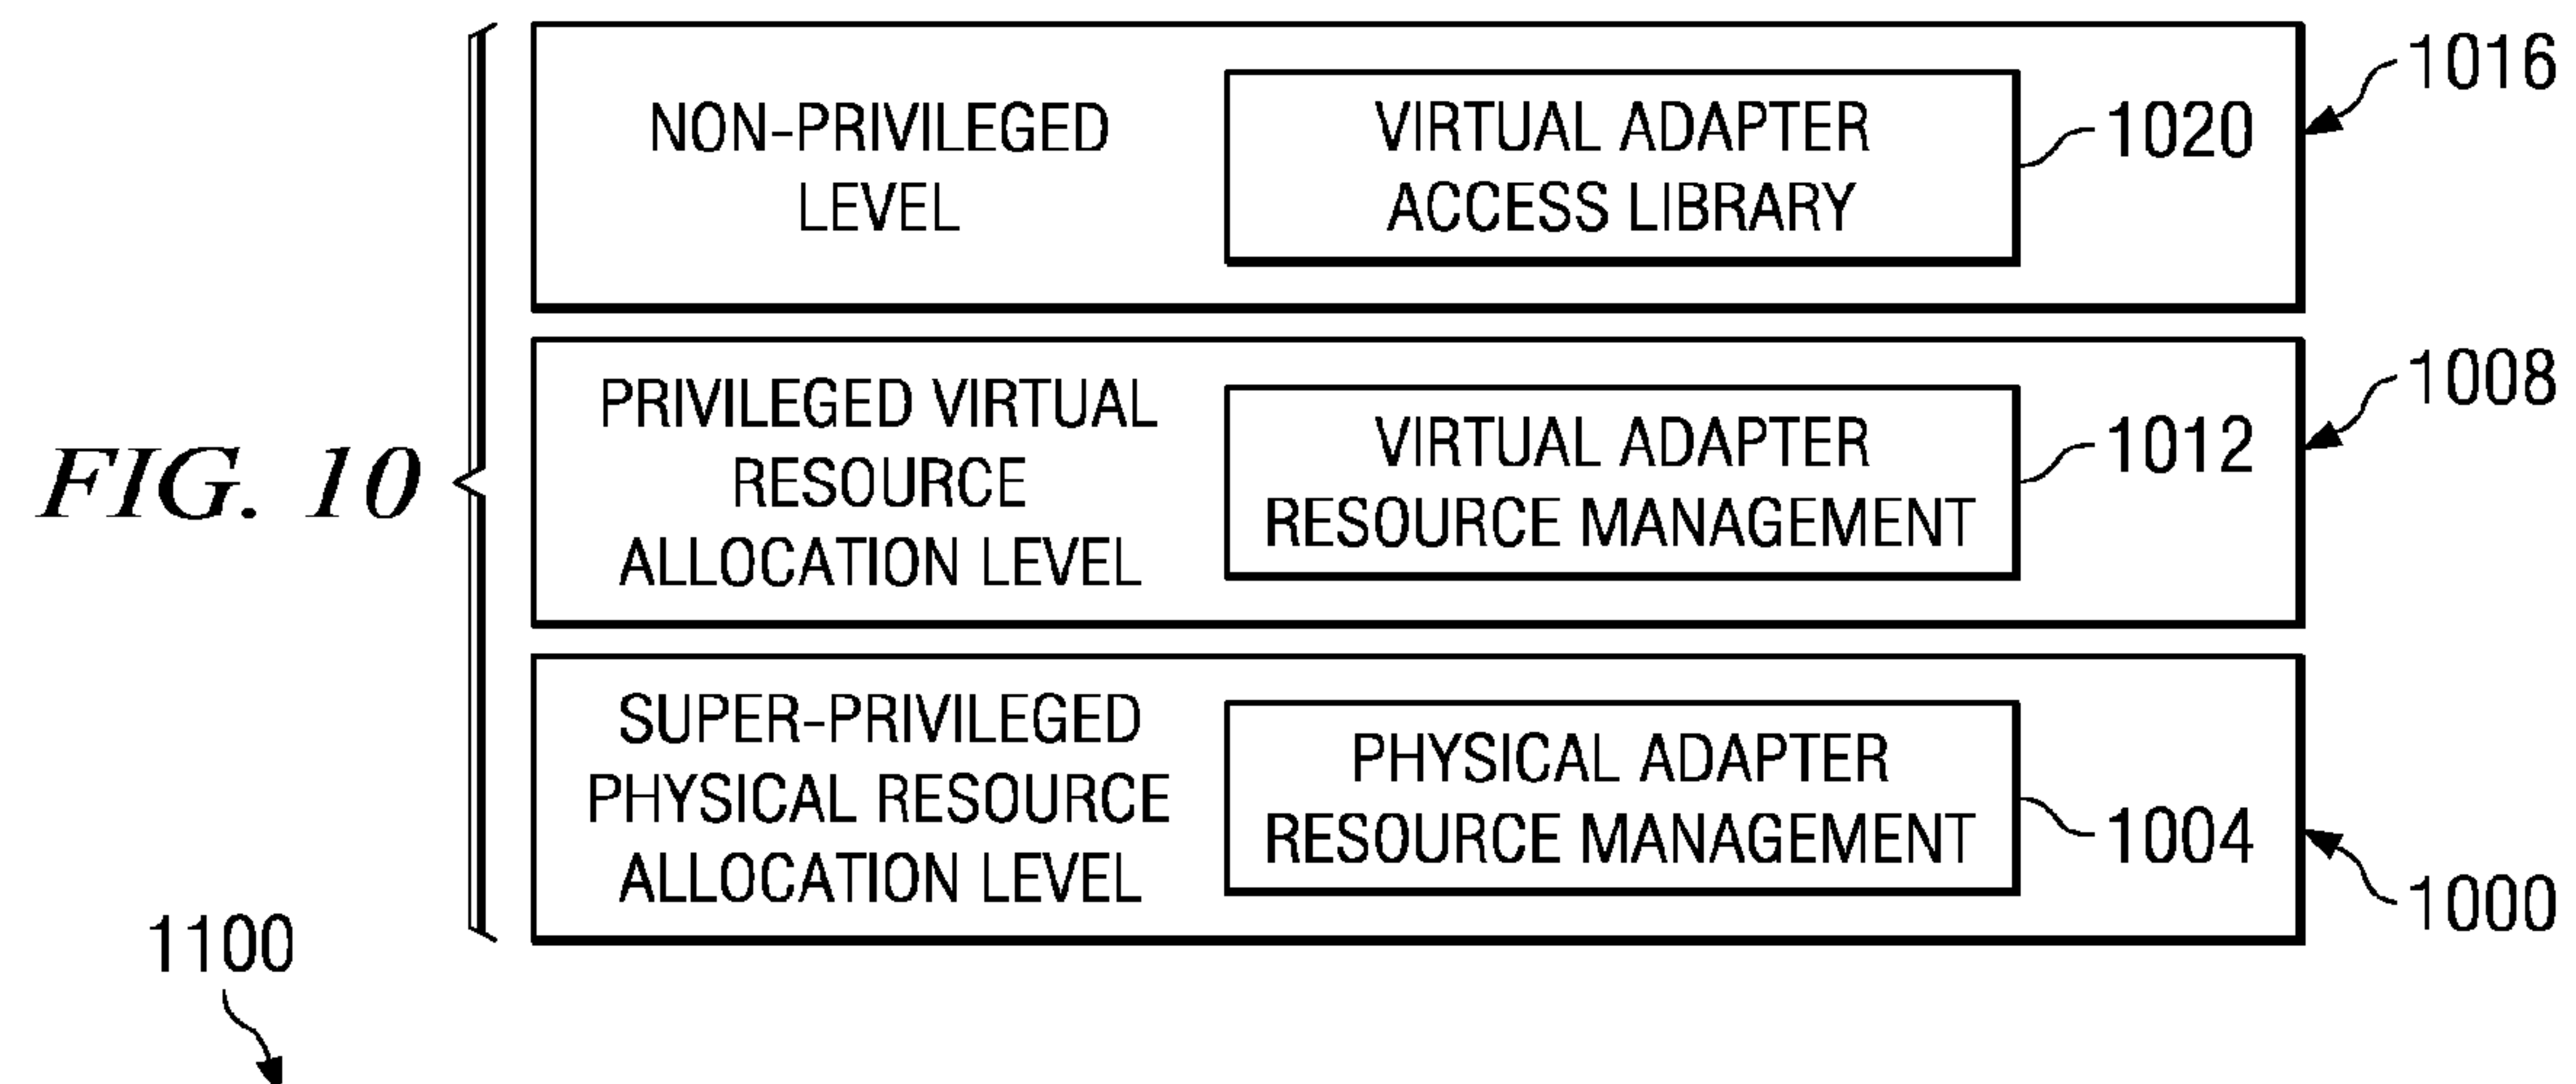 NON-PRIVILEGED
LEVEL
VIRTUAL ADAPTER
ACCESS LIBRARY
1020
1016
FIG. 10
PRIVILEGED VIRTUAL
RESOURCE
ALLOCATION LEVEL
VIRTUAL ADAPTER
RESOURCE MANAGEMENT
1012
1008
SUPER-PRIVILEGED
PHYSICAL RESOURCE
ALLOCATION LEVEL
PHYSICAL ADAPTER
RESOURCE MANAGEMENT
1004
1000
1100